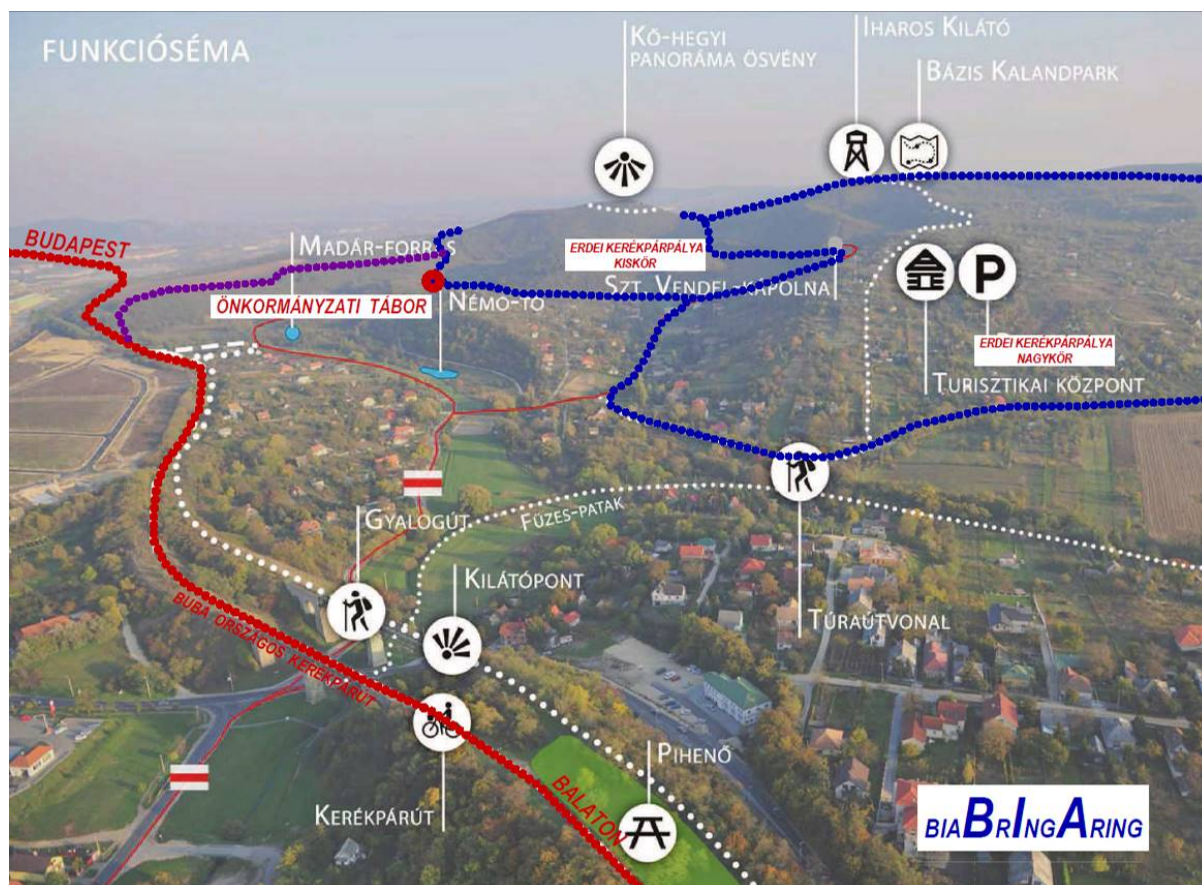 FUNKCIÓSÉMA
KŐ-HEGYI
PANORÁMA ÖSVÉNY
IHAROS KILÁTÓ
BÁZIS KALANDPARK
BUDAPEST
MADÁR-FORRÁS
ERDEI KERÉKPÁRPÁLYA
KISKÖR
ÖNKORMÁNYZATI TÁBOR
NÉMÓ-TÓ
SZT. VENDEL-KÁPOLNA
P
ERDEI KERÉKPÁRPÁLYA
NAGYKÖR
TURISZTIKAI KÖZPONT
GYALOGÚT
FÜZES-PATAK
KILÁTÓPONT
TÚRAÚTVONAL
BUBA ORSZÁGOS KERÉKPÁRÚT
PIHENŐ
KERÉKPÁRÚT
BALATON
BIABRINGARING